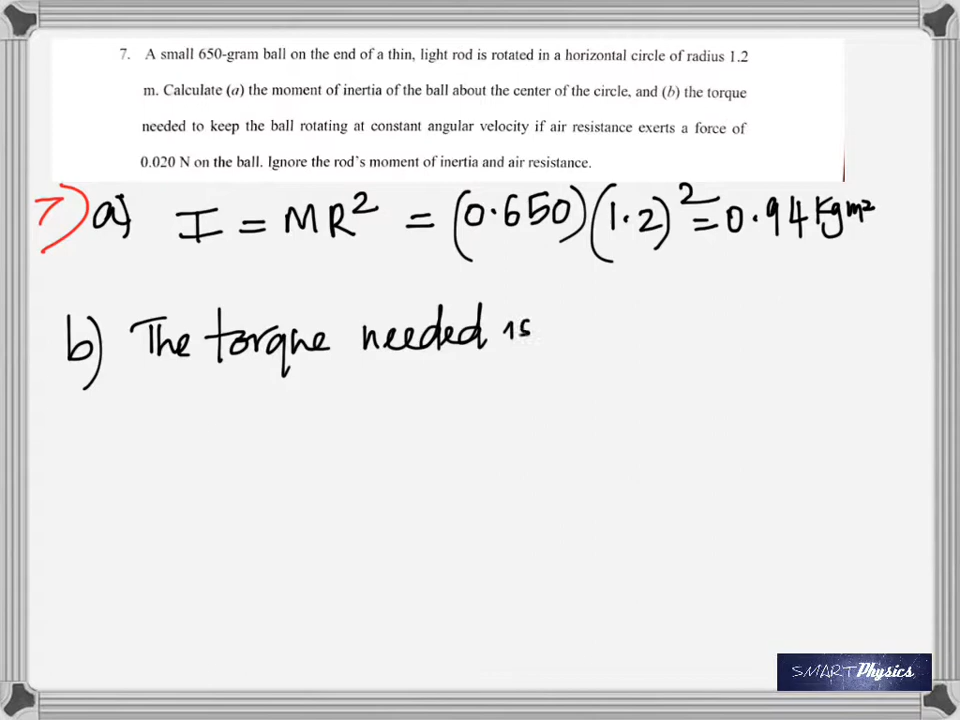 7. A small 650-gram ball on the end of a thin, light rod is rotated in a horizontal circle of radius 1.2
m. Calculate (a) the moment of inertia of the ball about the center of the circle, and (b) the torque
needed to keep the ball rotating at constant angular velocity if air resistance exerts a force of
0.020 N on the ball. Ignore the rod's moment of inertia and air resistance.
7) a) I = MR² = (0.650)(1.2)² = 0.94 Kgm²
b) The torque needed is
SMART Physics